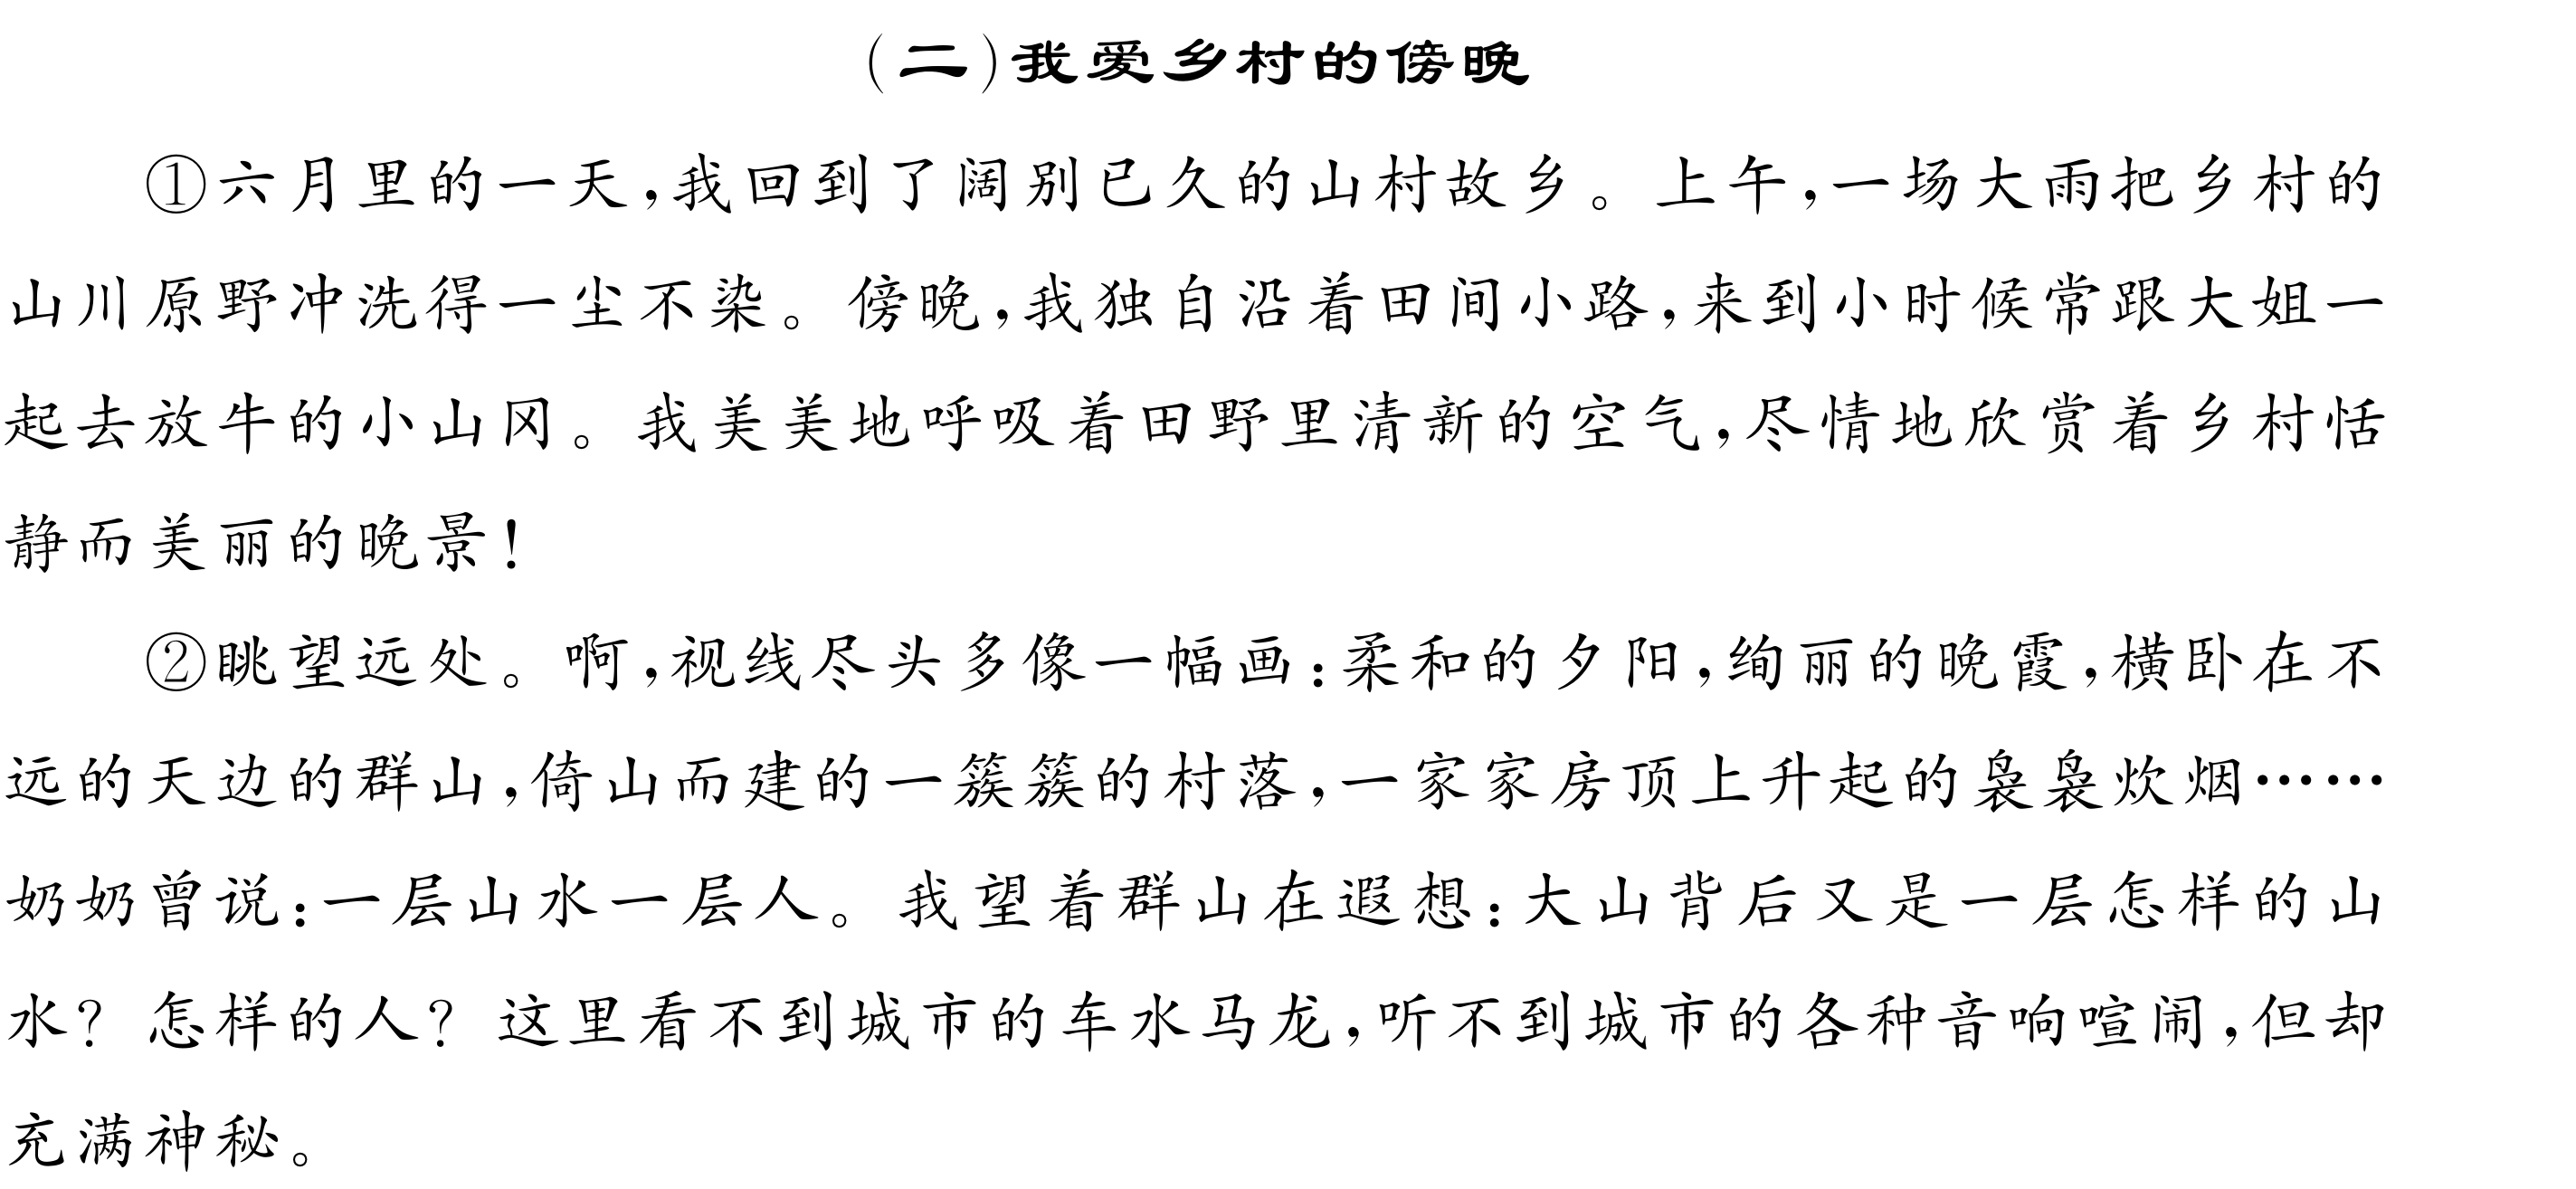 (二)我爱乡村的傍晚
①六月里的一天,我回到了阔别已久的山村故乡。上午,一场大雨把乡村的
山川原野冲洗得一尘不染。傍晚,我独自沿着田间小路,来到小时候常跟大姐一
起去放牛的小山冈。我美美地呼吸着田野里清新的空气,尽情地欣赏着乡村恬
静而美丽的晚景!
②眺望远处。啊,视线尽头多像一幅画:柔和的夕阳,绚丽的晚霞,横卧在不
远的天边的群山,倚山而建的一簇簇的村落,一家家房顶上升起的袅袅炊烟……
奶奶曾说:一层山水一层人。我望着群山在遐想:大山背后又是一层怎样的山
水?怎样的人?这里看不到城市的车水马龙,听不到城市的各种音响喧闹,但却
充满神秘。